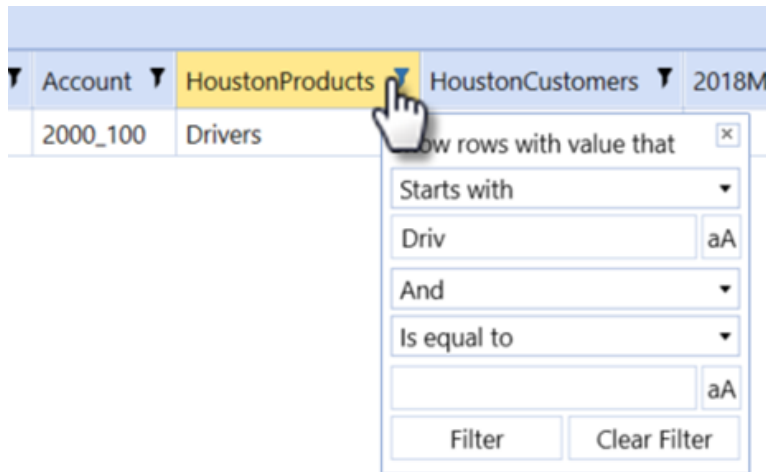 Account HoustonProducts HoustonCustomers 2018M
2000_100 Drivers
ow rows with value that
Starts with
Driv aA
And
Is equal to
aA
Filter Clear Filter